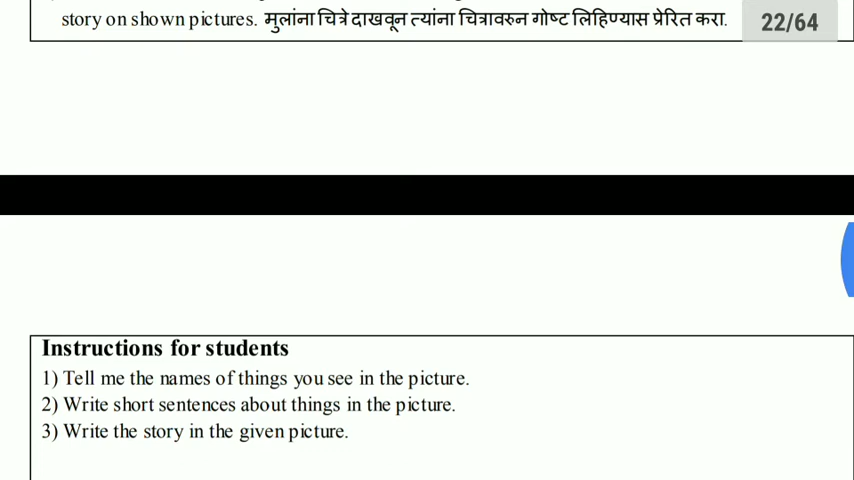 story on shown pictures. मुलांना चित्रे दाखवून त्यांना चित्रावरुन गोष्ट लिहिण्यास प्रेरित करा.
22/64
Instructions for students
1) Tell me the names of things you see in the picture.
2) Write short sentences about things in the picture.
3) Write the story in the given picture.